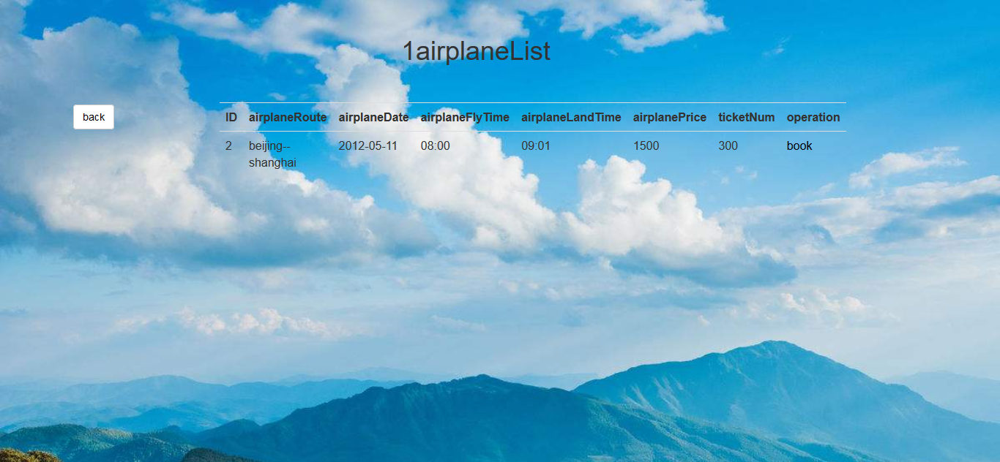 1airplaneList
back
ID airplaneRoute airplaneDate airplaneFlyTime airplaneLandTime airplanePrice ticketNum operation
2 beijing-- 2012-05-11 08:00 09:01 1500 300 book
shanghai